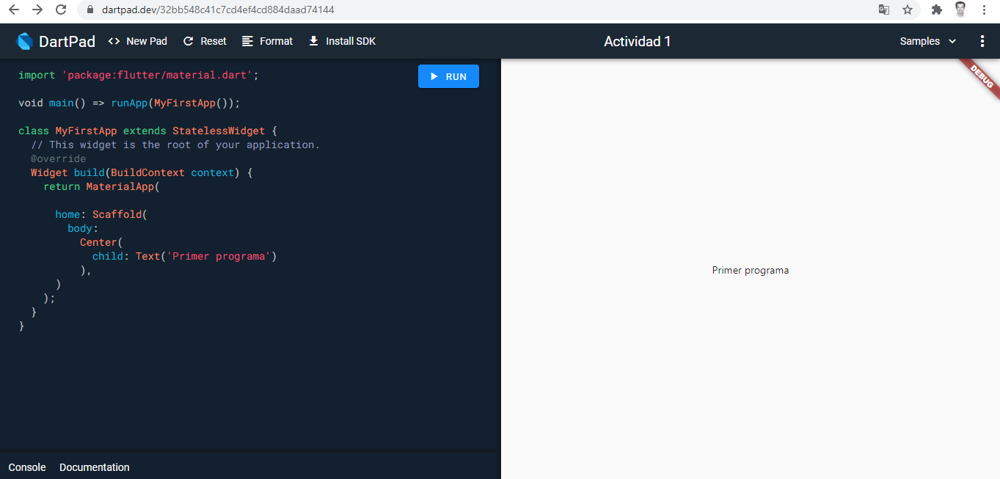 dartpad.dev/32bb548c41c7cd4ef4cd884daad74144
DartPad <> New Pad Reset Format Install SDK Actividad 1 Samples
import 'package:flutter/material.dart';
RUN
DEBUG
void main() => runApp(MyFirstApp());
class MyFirstApp extends StatelessWidget {
// This widget is the root of your application.
@override
Widget build(BuildContext context) {
return MaterialApp(
home: Scaffold(
body:
Center(
child: Text('Primer programa')
),
)
);
}
}
Primer programa
Console Documentation